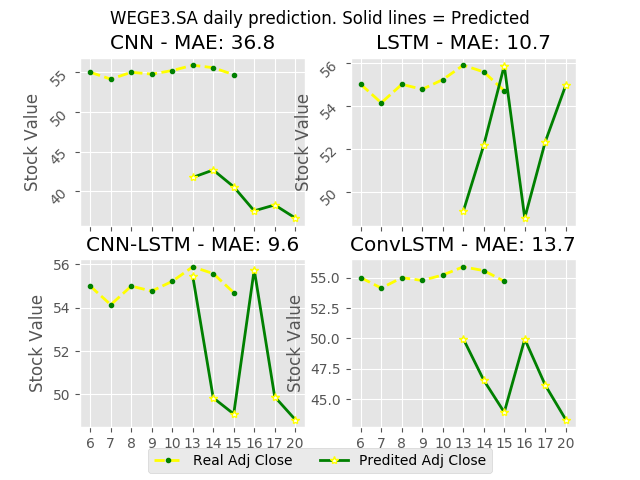 WEGE3.SA daily prediction. Solid lines = Predicted
CNN - MAE: 36.8
LSTM - MAE: 10.7
Stock Value
55
50
45
40
Stock Value
56
54
52
50
CNN-LSTM - MAE: 9.6
ConvLSTM - MAE: 13.7
Stock Value
56
54
52
50
6 7 8 9 10 13 14 15 16 17 20
Stock Value
55.0
52.5
50.0
47.5
45.0
6 7 8 9 10 13 14 15 16 17 20
Real Adj Close
Predited Adj Close